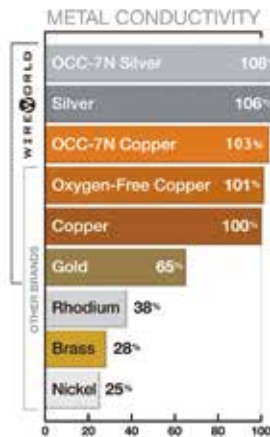 METAL CONDUCTIVITY
WIREWORLD
OTHER BRANDS
OCC-7N Silver 108%
Silver 106%
OCC-7N Copper 103%
Oxygen-Free Copper 101%
Copper 100%
Gold 65%
Rhodium 38%
Brass 28%
Nickel 25%
0 20 40 60 80 100